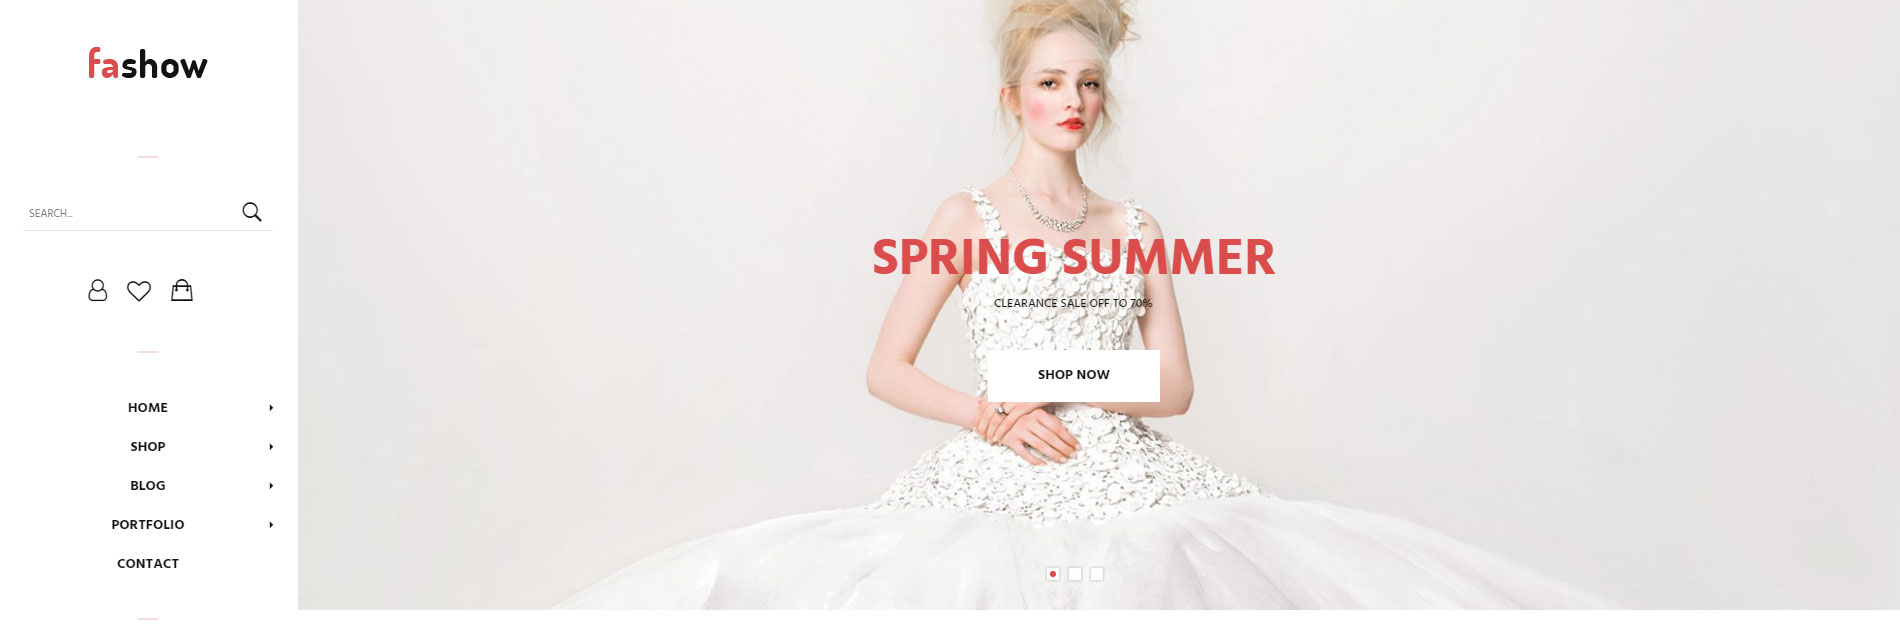 fashow
SEARCH...
HOME
SHOP
BLOG
PORTFOLIO
CONTACT
SPRING SUMMER
CLEARANCE SALE OFF TO 70%
SHOP NOW